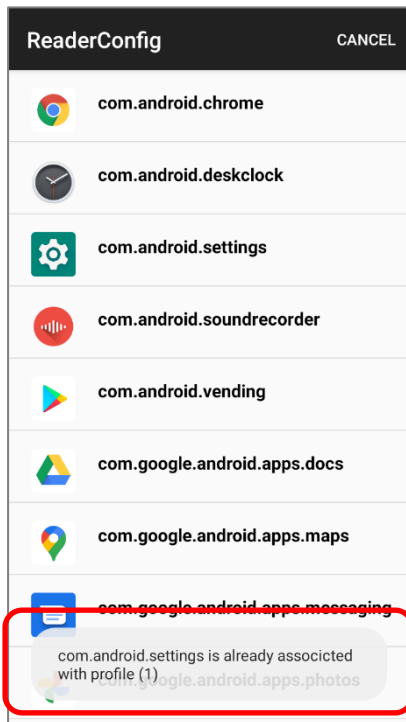 ReaderConfig CANCEL
com.android.chrome
com.android.deskclock
com.android.settings
com.android.soundrecorder
com.android.vending
com.google.android.apps.docs
com.google.android.apps.maps
com.google.android.apps.messaging
com.android.settings is already associcted
with profile (1)
com.google.android.apps.photos